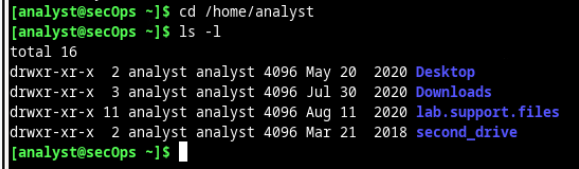 [analyst@secOps ~]$ cd /home/analyst
[analyst@secOps ~]$ ls -l
total 16
drwxr-xr-x  2 analyst analyst 4096 May 20  2020 Desktop
drwxr-xr-x  3 analyst analyst 4096 Jul 30  2020 Downloads
drwxr-xr-x 11 analyst analyst 4096 Aug 11  2020 lab.support.files
drwxr-xr-x  2 analyst analyst 4096 Mar 21  2018 second_drive
[analyst@secOps ~]$